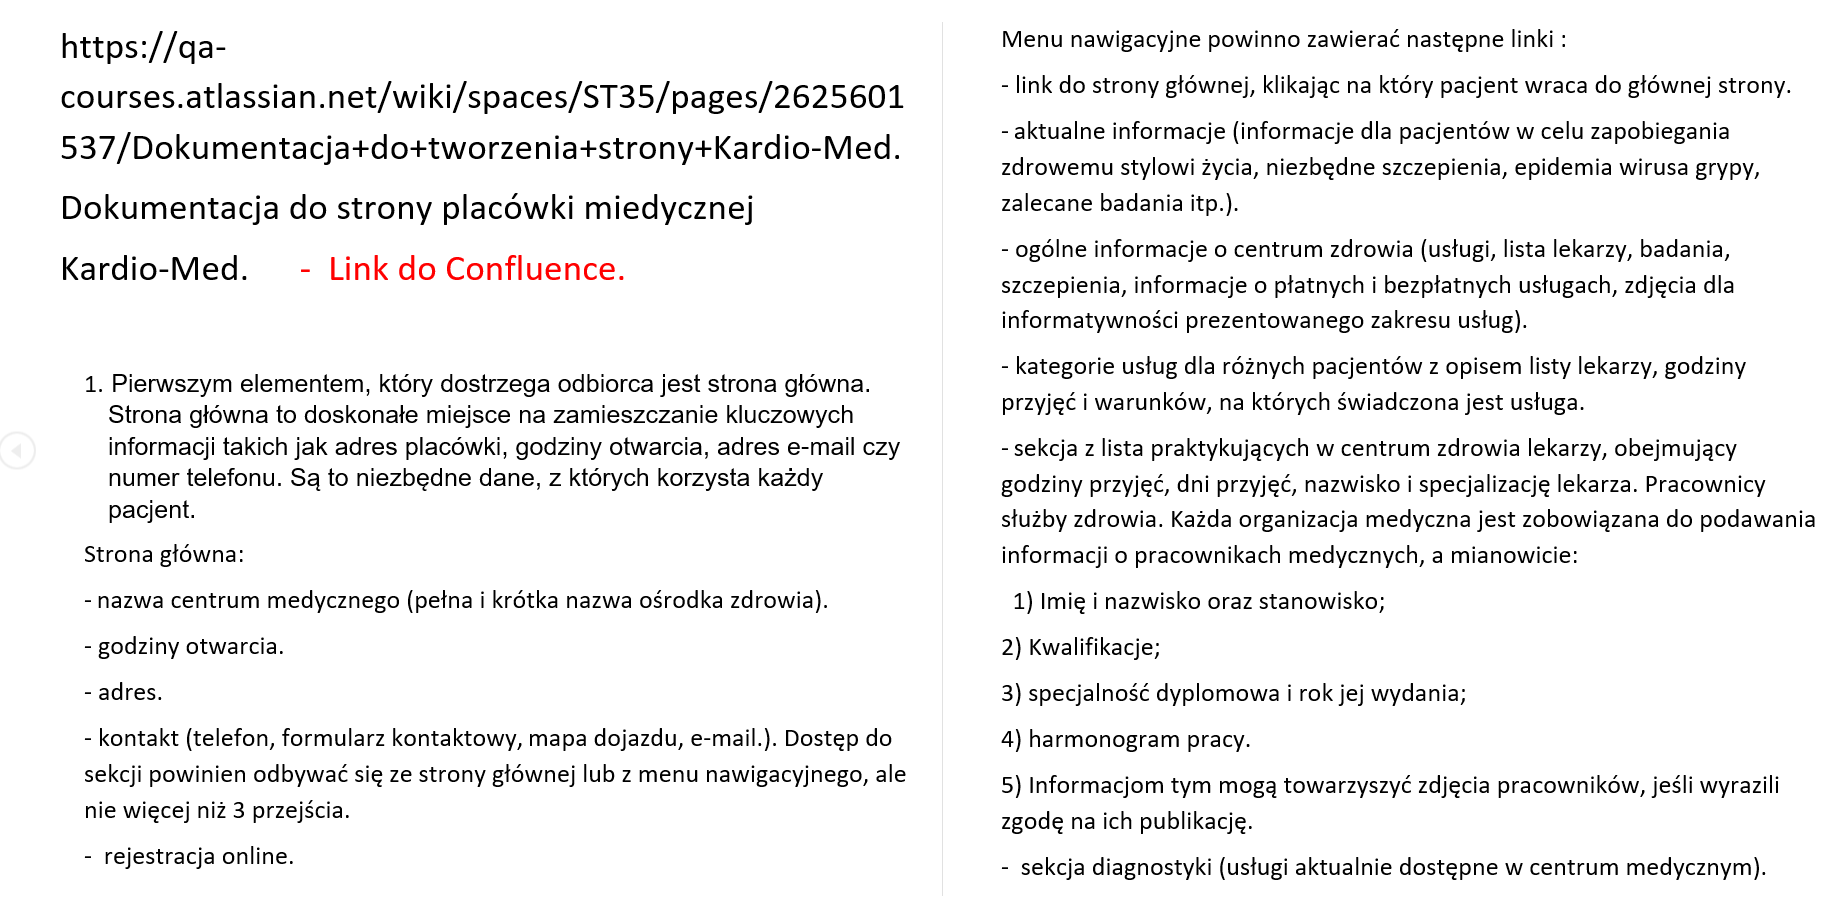 https://qa-
courses.atlassian.net/wiki/spaces/ST35/pages/2625601
537/Dokumentacja+do+tworzenia+strony+Kardio-Med.
Dokumentacja do strony placówki miedycznej
Kardio-Med. - Link do Confluence.
1. Pierwszym elementem, który dostrzega odbiorca jest strona główna.
Strona główna to doskonałe miejsce na zamieszczanie kluczowych
informacji takich jak adres placówki, godziny otwarcia, adres e-mail czy
numer telefonu. Są to niezbędne dane, z których korzysta każdy
pacjent.
Strona główna:
- nazwa centrum medycznego (pełna i krótka nazwa ośrodka zdrowia).
- godziny otwarcia.
- adres.
- kontakt (telefon, formularz kontaktowy, mapa dojazdu, e-mail.). Dostęp do
sekcji powinien odbywać się ze strony głównej lub z menu nawigacyjnego, ale
nie więcej niż 3 przejścia.
- rejestracja online.
Menu nawigacyjne powinno zawierać następne linki :
- link do strony głównej, klikając na który pacjent wraca do głównej strony.
- aktualne informacje (informacje dla pacjentów w celu zapobiegania
zdrowemu stylowi życia, niezbędne szczepienia, epidemia wirusa grypy,
zalecane badania itp.).
- ogólne informacje o centrum zdrowia (usługi, lista lekarzy, badania,
szczepienia, informacje o płatnych i bezpłatnych usługach, zdjęcia dla
informatywności prezentowanego zakresu usług).
- kategorie usług dla różnych pacjentów z opisem listy lekarzy, godziny
przyjęć i warunków, na których świadczona jest usługa.
- sekcja z lista praktykujących w centrum zdrowia lekarzy, obejmujący
godziny przyjęć, dni przyjęć, nazwisko i specjalizację lekarza. Pracownicy
służby zdrowia. Każda organizacja medyczna jest zobowiązana do podawania
informacji o pracownikach medycznych, a mianowicie:
1) Imię i nazwisko oraz stanowisko;
2) Kwalifikacje;
3) specjalność dyplomowa i rok jej wydania;
4) harmonogram pracy.
5) Informacjom tym mogą towarzyszyć zdjęcia pracowników, jeśli wyrazili
zgodę na ich publikację.
- sekcja diagnostyki (usługi aktualnie dostępne w centrum medycznym).